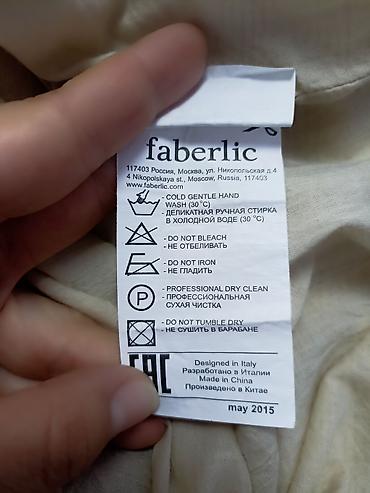 faberlic
117403 Россия, Москва, ул. Никопольская д.4
4 Nikopolskaya st., Moscow, Russia, 117403
www.faberlic.com
- COLD GENTLE HAND
WASH (30 °C)
- ДЕЛИКАТНАЯ РУЧНАЯ СТИРКА
В ХОЛОДНОЙ ВОДЕ (30 °C)
- DO NOT BLEACH
- НЕ ОТБЕЛИВАТЬ
- DO NOT IRON
- НЕ ГЛАДИТЬ
P
- PROFESSIONAL DRY CLEAN
- ПРОФЕССИОНАЛЬНАЯ
СУХАЯ ЧИСТКА
- DO NOT TUMBLE DRY
- НЕ СУШИТЬ В БАРАБАНЕ
EAC
Designed in Italy
Разработано в Италии
Made in China
Произведено в Китае
may 2015